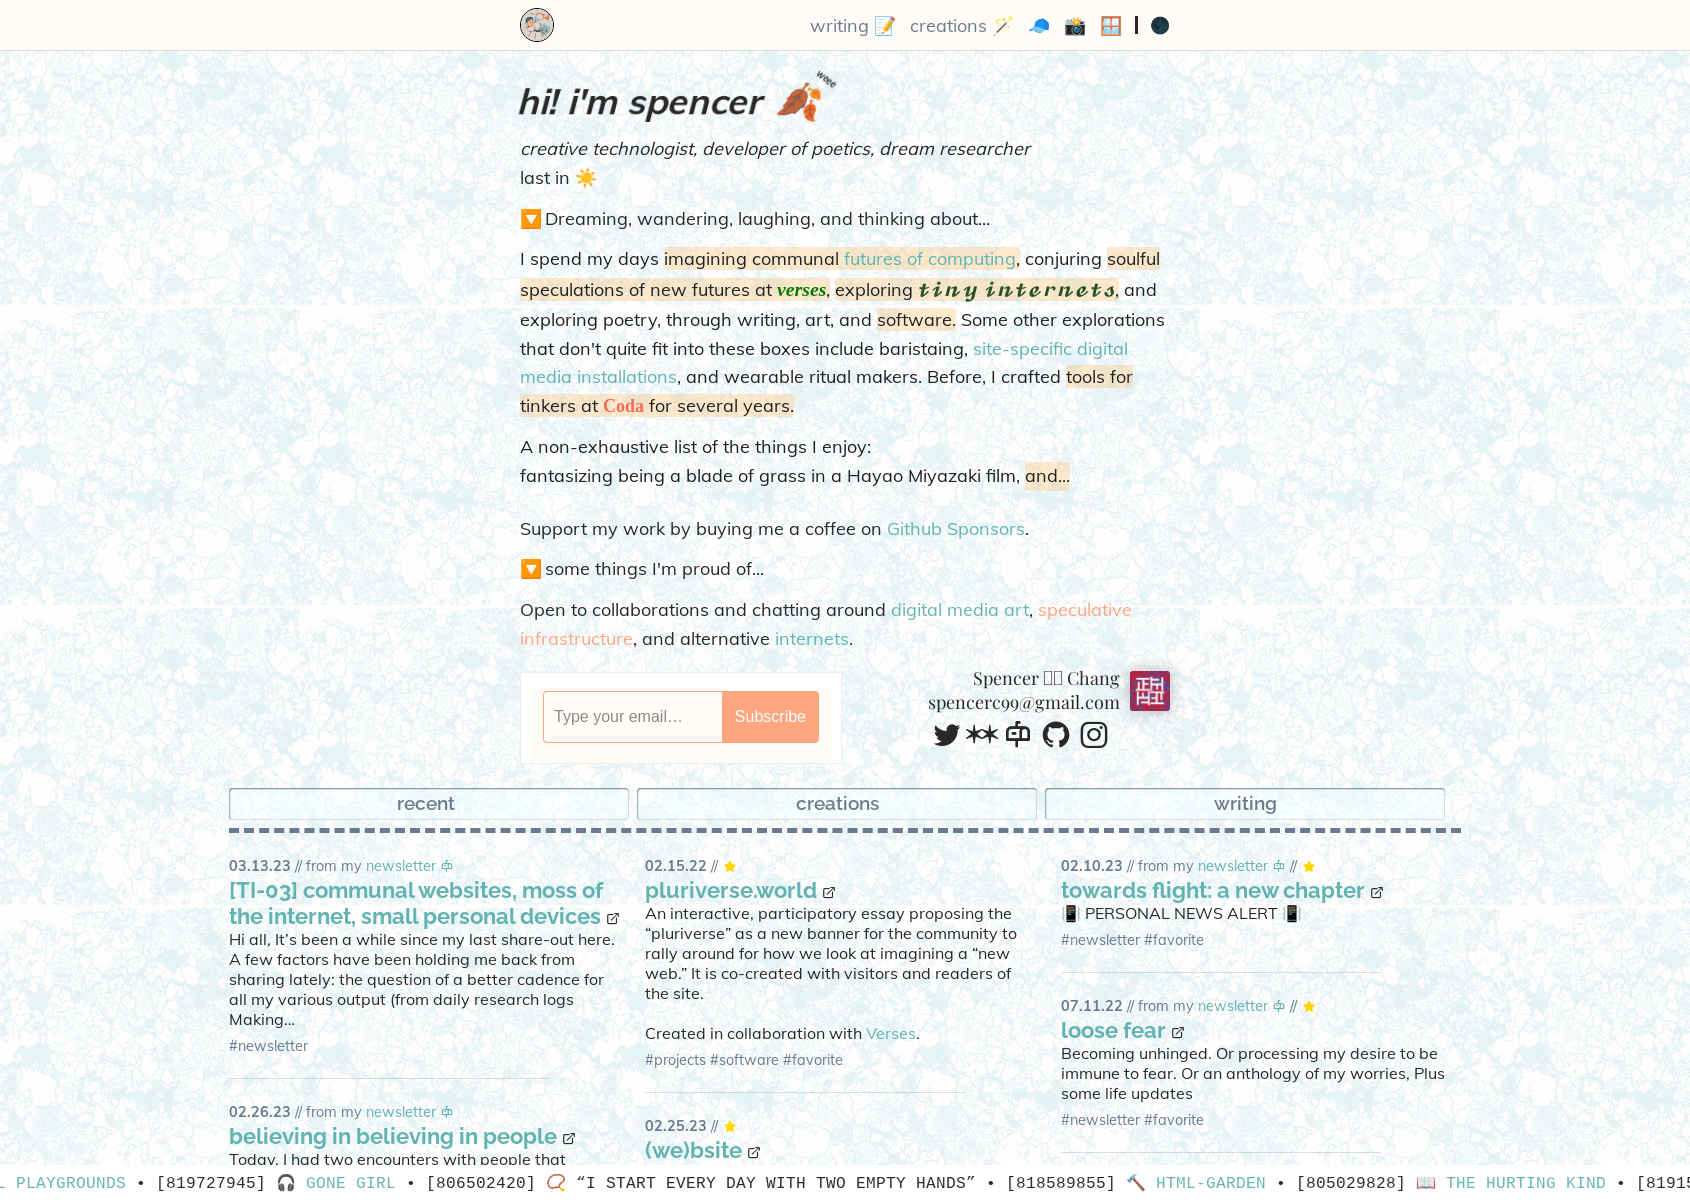 writing 📝 creations 🪄 🧢 📸 🪟 | 🌑
hi! i'm spencer 🍂 weee
creative technologist, developer of poetics, dream researcher
last in ☀️
🔽 Dreaming, wandering, laughing, and thinking about...
I spend my days imagining communal futures of computing, conjuring soulful
speculations of new futures at verses, exploring tiny internets, and
exploring poetry, through writing, art, and software. Some other explorations
that don't quite fit into these boxes include baristaing, site-specific digital
media installations, and wearable ritual makers. Before, I crafted tools for
tinkers at Coda for several years.
A non-exhaustive list of the things I enjoy:
fantasizing being a blade of grass in a Hayao Miyazaki film, and...
Support my work by buying me a coffee on Github Sponsors.
🔽 some things I'm proud of...
Open to collaborations and chatting around digital media art, speculative
infrastructure, and alternative internets.
Type your email…
Subscribe
Spencer Chang
spencerc99@gmail.com
recent
creations
writing
03.13.23 // from my newsletter
[TI-03] communal websites, moss of
the internet, small personal devices
Hi all, It’s been a while since my last share-out here.
A few factors have been holding me back from
sharing lately: the question of a better cadence for
all my various output (from daily research logs
Making...
#newsletter
02.26.23 // from my newsletter
believing in believing in people
Today, I had two encounters with people that
02.15.22 // ⭐
pluriverse.world
An interactive, participatory essay proposing the
“pluriverse” as a new banner for the community to
rally around for how we look at imagining a “new
web.” It is co-created with visitors and readers of
the site.
Created in collaboration with Verses.
#projects #software #favorite
02.25.23 // ⭐
(we)bsite
02.10.23 // from my newsletter // ⭐
towards flight: a new chapter
📳 PERSONAL NEWS ALERT 📳
#newsletter #favorite
07.11.22 // from my newsletter // ⭐
loose fear
Becoming unhinged. Or processing my desire to be
immune to fear. Or an anthology of my worries, Plus
some life updates
#newsletter #favorite
L PLAYGROUNDS • [819727945] 🎧 GONE GIRL • [806502420] 📿 “I START EVERY DAY WITH TWO EMPTY HANDS” • [818589855] 🔨 HTML-GARDEN • [805029828] 📖 THE HURTING KIND • [81915